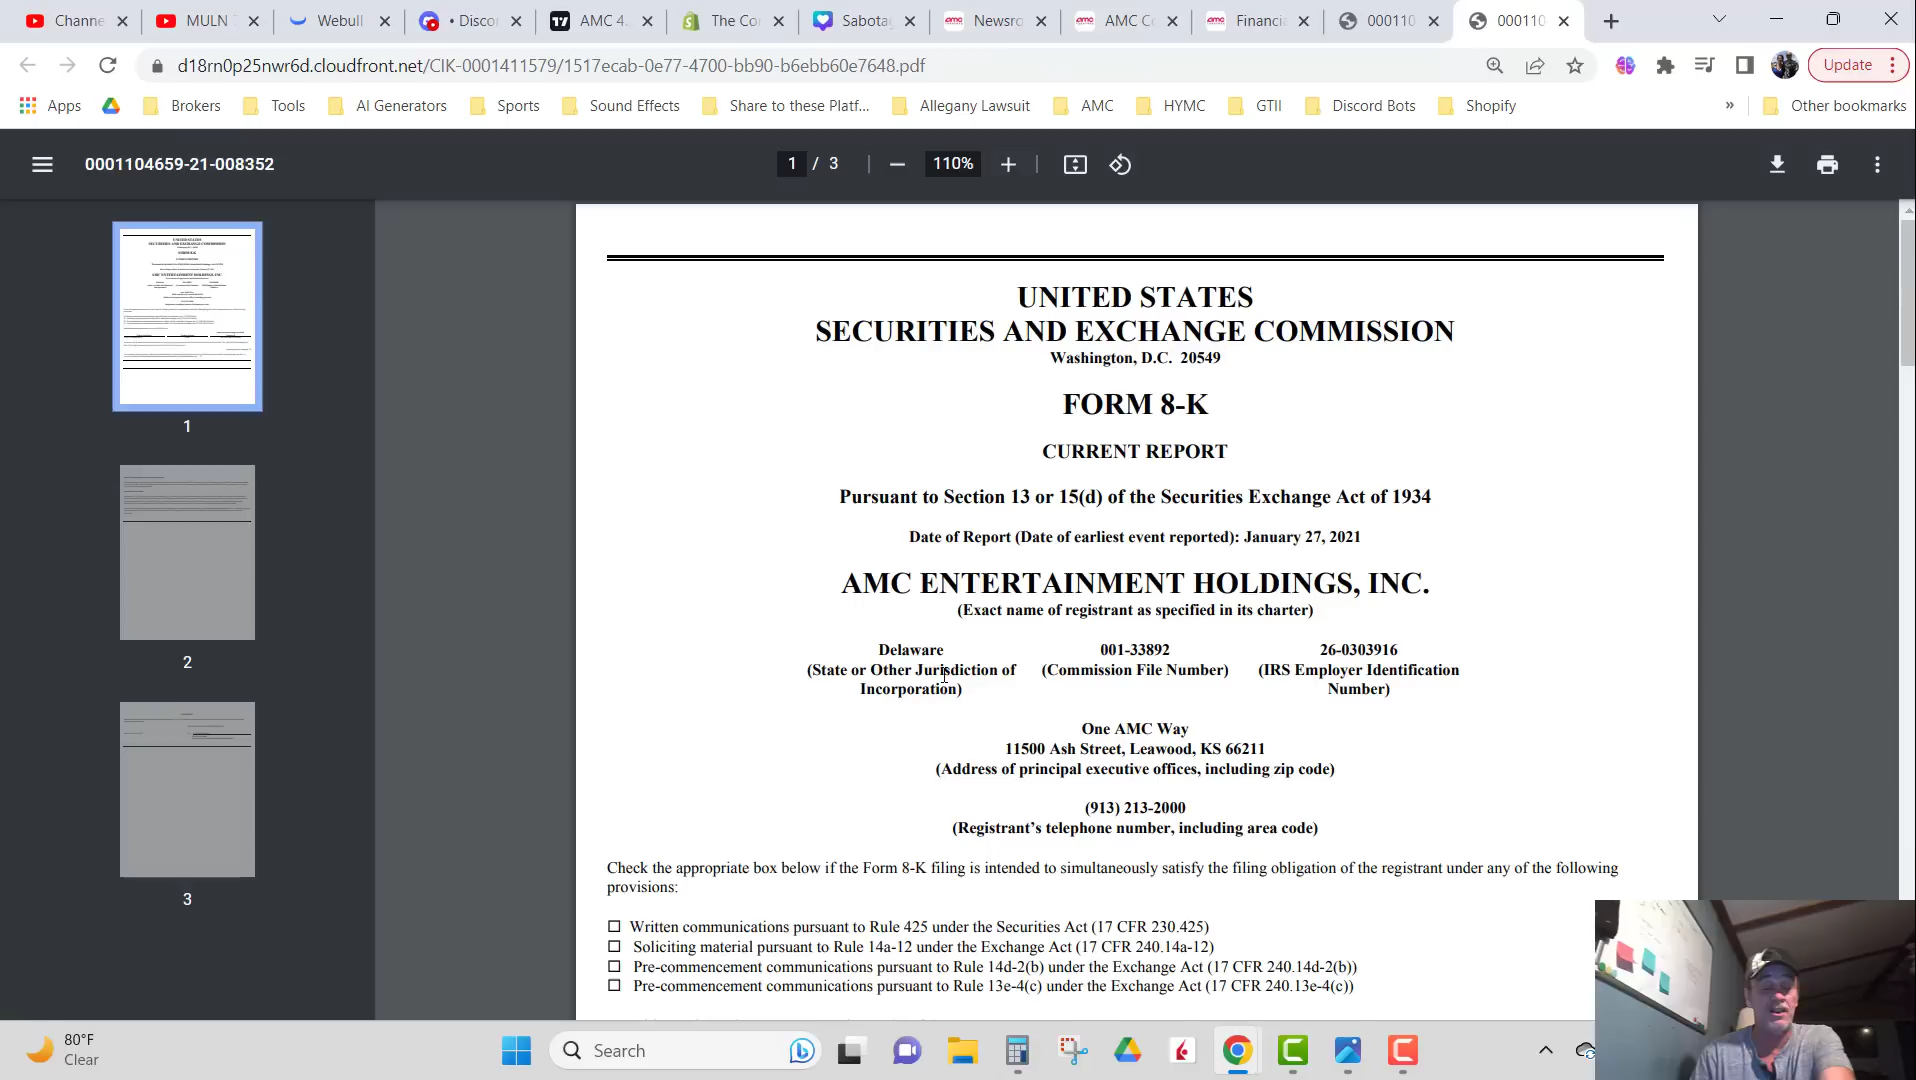 Channe
MULN
Webull
• Discor
AMC 4.
The Co
Sabota
Newsro
AMC C
Financia
000110
000110
d18rn0p25nwr6d.cloudfront.net/CIK-0001411579/1517ecab-0e77-4700-bb90-b6ebb60e7648.pdf
Update
Apps
Brokers
Tools
AI Generators
Sports
Sound Effects
Share to these Platf...
Allegany Lawsuit
AMC
HYMC
GTII
Discord Bots
Shopify
»
Other bookmarks
0001104659-21-008352
1 / 3
110%
1
2
3
UNITED STATES
SECURITIES AND EXCHANGE COMMISSION
Washington, D.C. 20549
FORM 8-K
CURRENT REPORT
Pursuant to Section 13 or 15(d) of the Securities Exchange Act of 1934
Date of Report (Date of earliest event reported): January 27, 2021
AMC ENTERTAINMENT HOLDINGS, INC.
(Exact name of registrant as specified in its charter)
Delaware 001-33892 26-0303916
(State or Other Jurisdiction of (Commission File Number) (IRS Employer Identification
Incorporation) Number)
One AMC Way
11500 Ash Street, Leawood, KS 66211
(Address of principal executive offices, including zip code)
(913) 213-2000
(Registrant's telephone number, including area code)
Check the appropriate box below if the Form 8-K filing is intended to simultaneously satisfy the filing obligation of the registrant under any of the following
provisions:
☐ Written communications pursuant to Rule 425 under the Securities Act (17 CFR 230.425)
☐ Soliciting material pursuant to Rule 14a-12 under the Exchange Act (17 CFR 240.14a-12)
☐ Pre-commencement communications pursuant to Rule 14d-2(b) under the Exchange Act (17 CFR 240.14d-2(b))
☐ Pre-commencement communications pursuant to Rule 13e-4(c) under the Exchange Act (17 CFR 240.13e-4(c))
80°F
Clear
Search